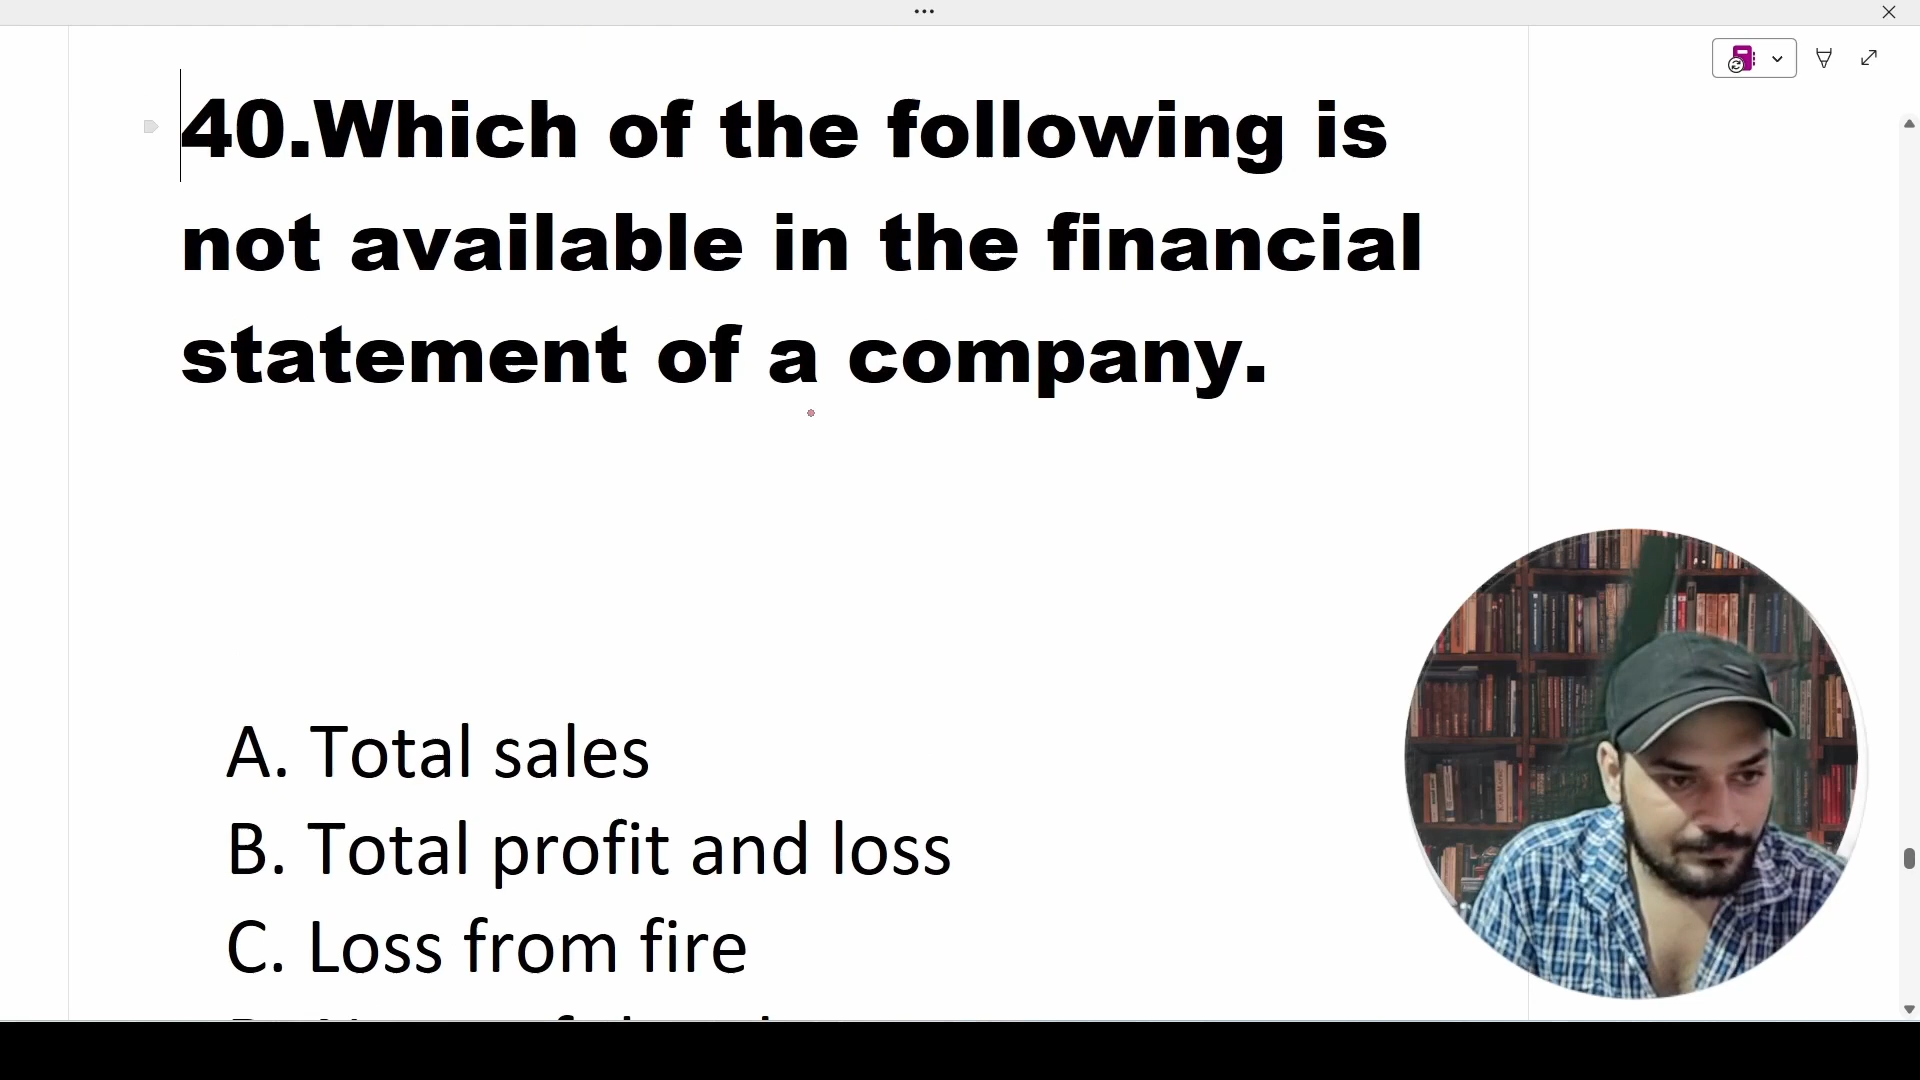 40.Which of the following is
not available in the financial
statement of a company.
A. Total sales
B. Total profit and loss
C. Loss from fire